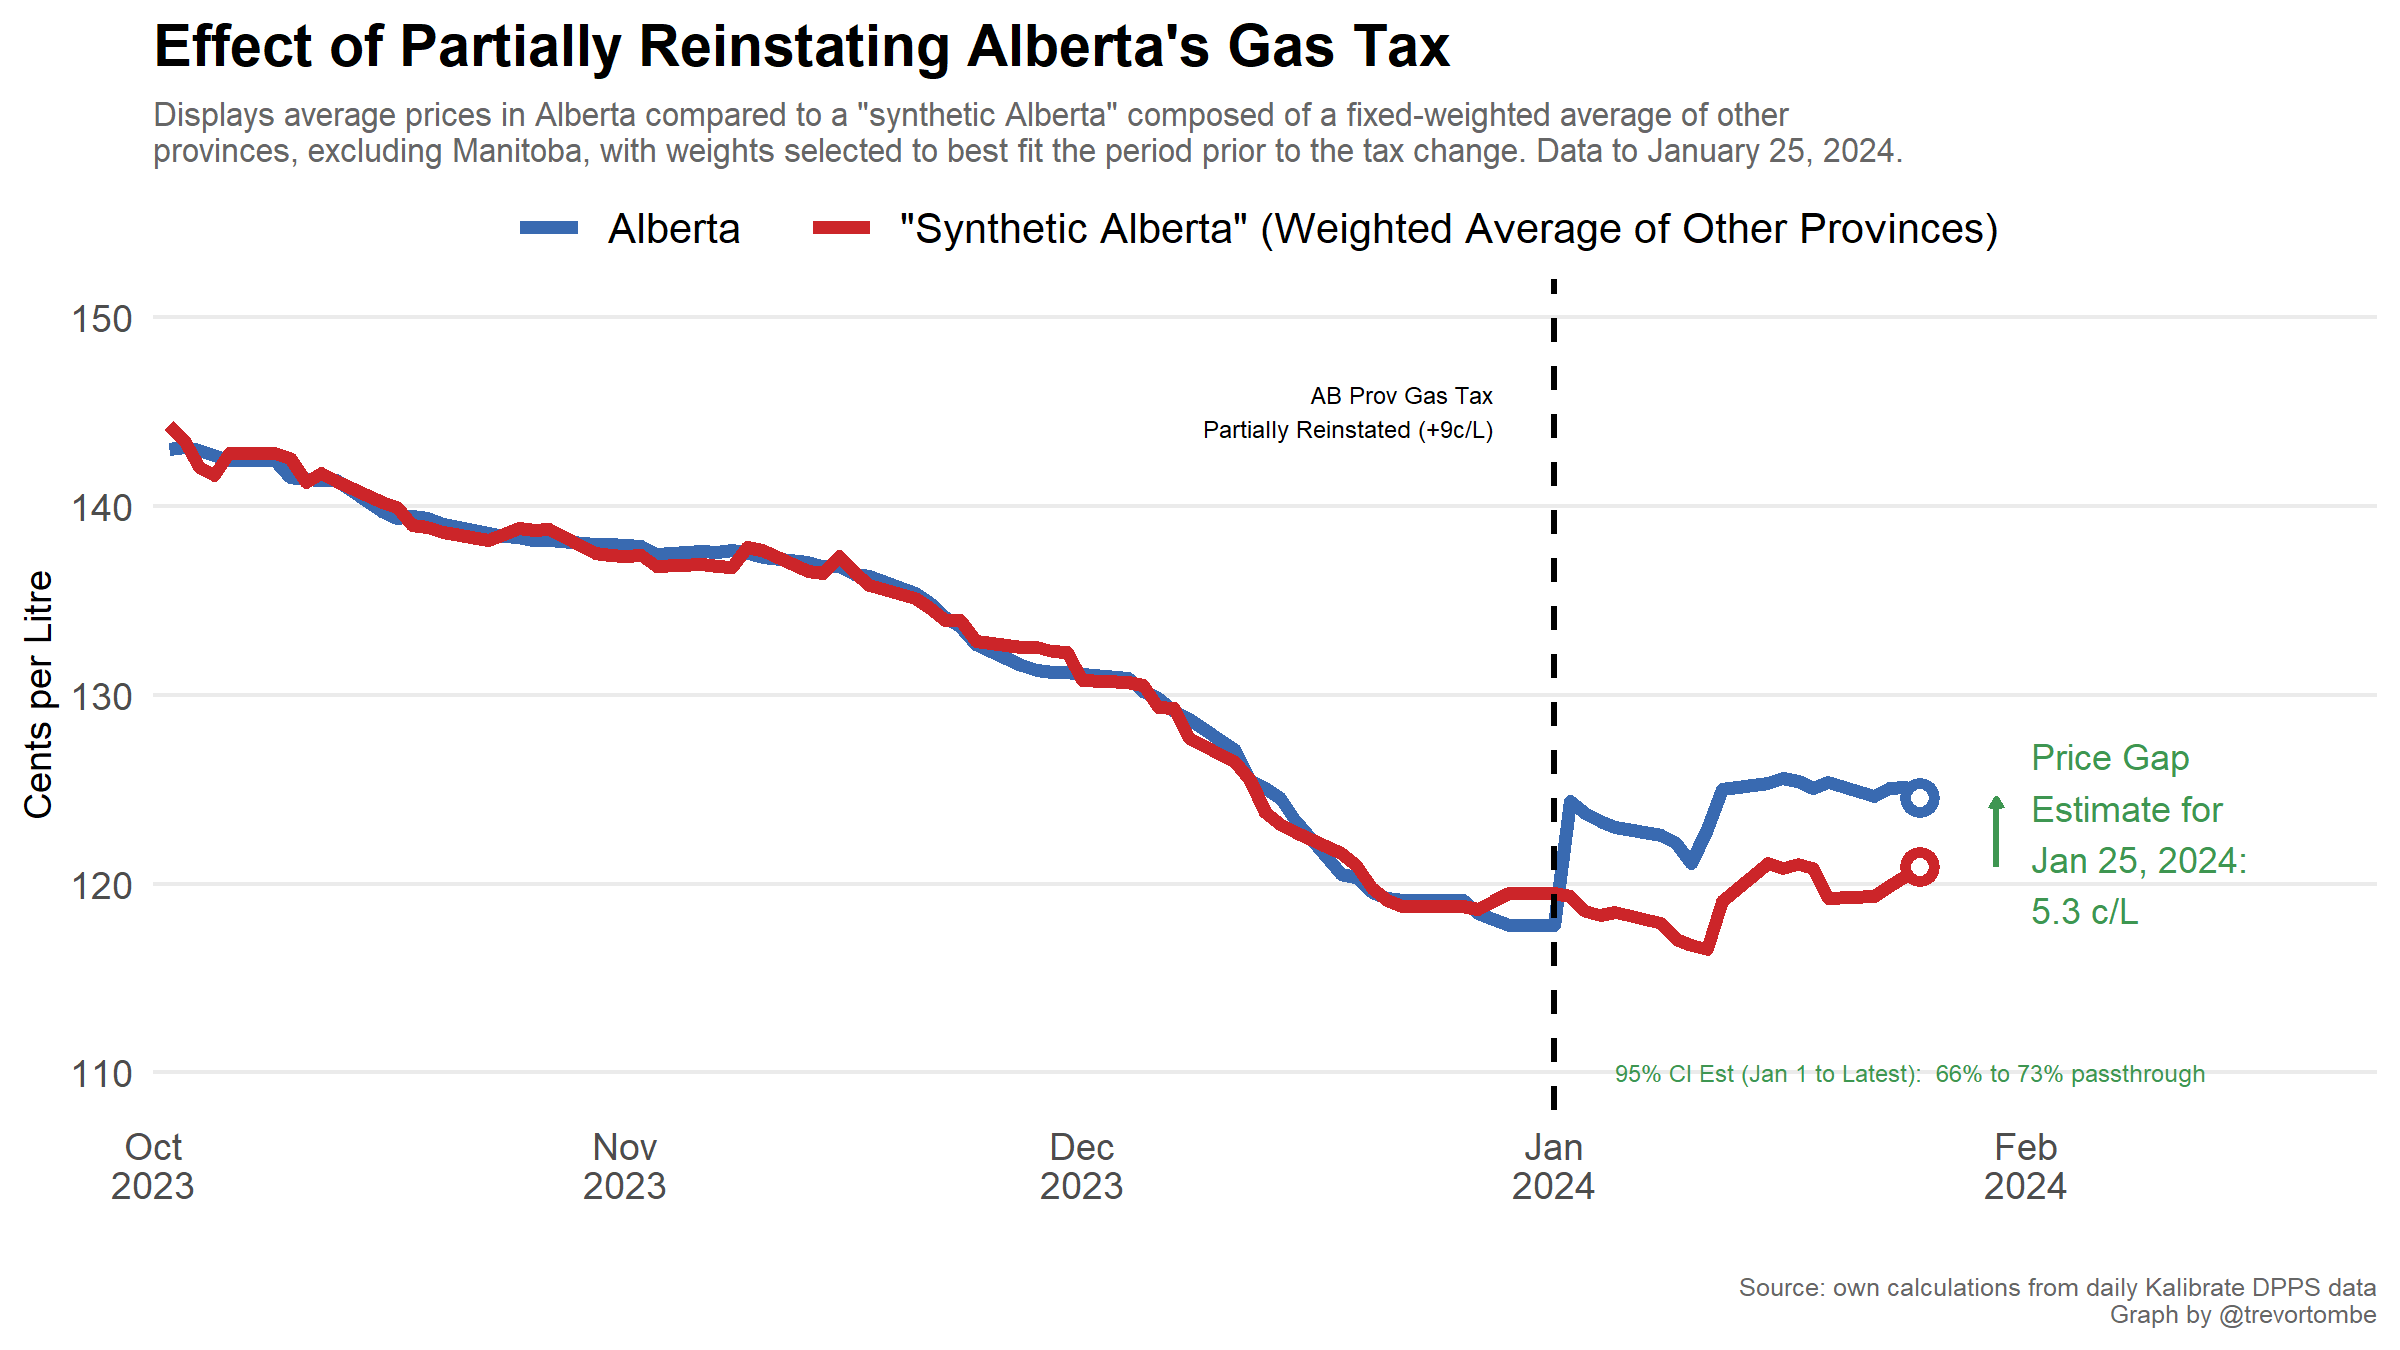 Effect of Partially Reinstating Alberta's Gas Tax
Displays average prices in Alberta compared to a "synthetic Alberta" composed of a fixed-weighted average of other
provinces, excluding Manitoba, with weights selected to best fit the period prior to the tax change. Data to January 25, 2024.
Alberta
"Synthetic Alberta" (Weighted Average of Other Provinces)
Cents per Litre
150
140
130
120
110
AB Prov Gas Tax
Partially Reinstated (+9c/L)
Price Gap
Estimate for
Jan 25, 2024:
5.3 c/L
95% CI Est (Jan 1 to Latest):  66% to 73% passthrough
Oct
2023
Nov
2023
Dec
2023
Jan
2024
Feb
2024
Source: own calculations from daily Kalibrate DPPS data
Graph by @trevortombe